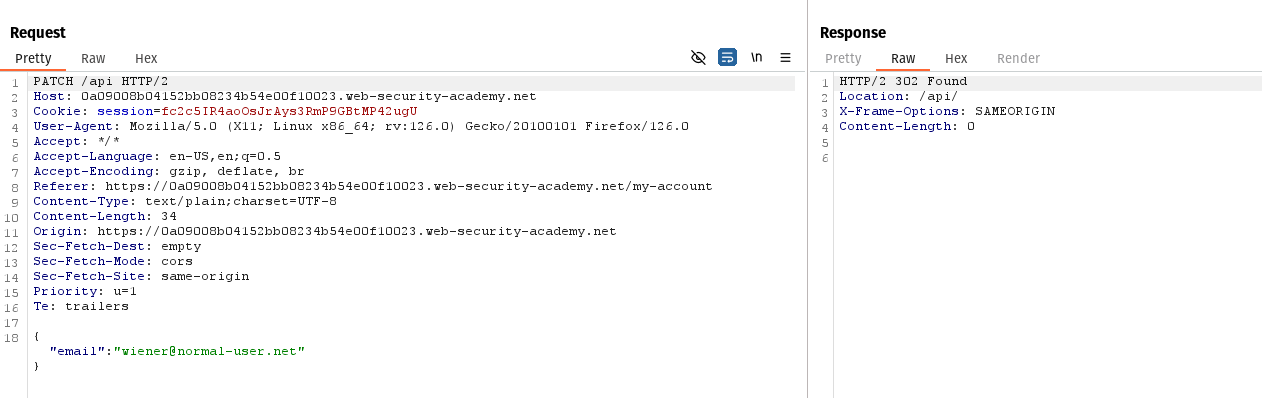 Request
Pretty Raw Hex
\n
1 PATCH /api HTTP/2
2 Host: 0a09008b04152bb08234b54e00f10023.web-security-academy.net
3 Cookie: session=fc2c5IR4aoOsJrAys3RmP9GBtMP42ugU
4 User-Agent: Mozilla/5.0 (X11; Linux x86_64; rv:126.0) Gecko/20100101 Firefox/126.0
5 Accept: */*
6 Accept-Language: en-US,en;q=0.5
7 Accept-Encoding: gzip, deflate, br
8 Referer: https://0a09008b04152bb08234b54e00f10023.web-security-academy.net/my-account
9 Content-Type: text/plain;charset=UTF-8
10 Content-Length: 34
11 Origin: https://0a09008b04152bb08234b54e00f10023.web-security-academy.net
12 Sec-Fetch-Dest: empty
13 Sec-Fetch-Mode: cors
14 Sec-Fetch-Site: same-origin
15 Priority: u=1
16 Te: trailers
17
18 {
"email":"wiener@normal-user.net"
}
Response
Pretty Raw Hex Render
1 HTTP/2 302 Found
2 Location: /api/
3 X-Frame-Options: SAMEORIGIN
4 Content-Length: 0
5
6